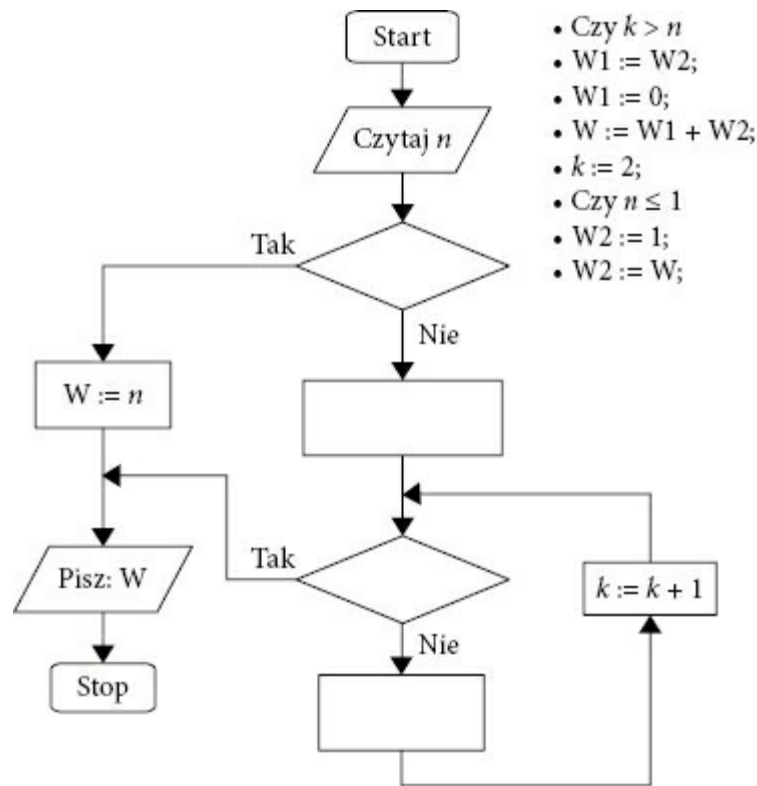 Start
Czytaj n
Tak
Nie
W := n
Tak
Pisz: W
k := k + 1
Nie
Stop
• Czy k > n
• W1 := W2;
• W1 := 0;
• W := W1 + W2;
• k := 2;
• Czy n ≤ 1
• W2 := 1;
• W2 := W;